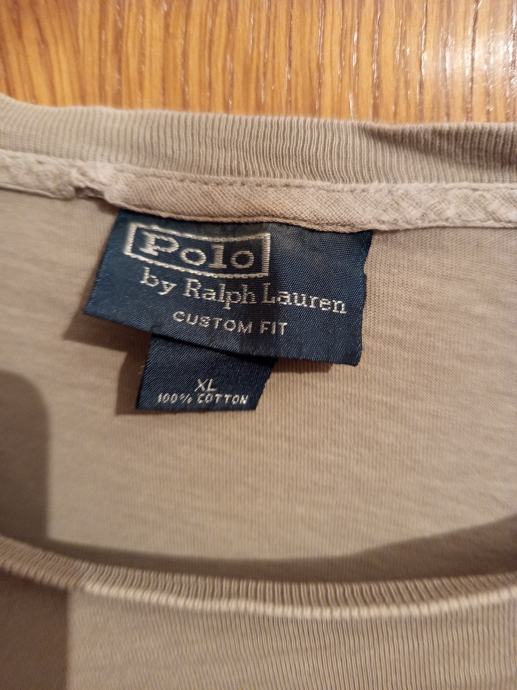 Polo
by Ralph Lauren
CUSTOM FIT
XL
100% COTTON